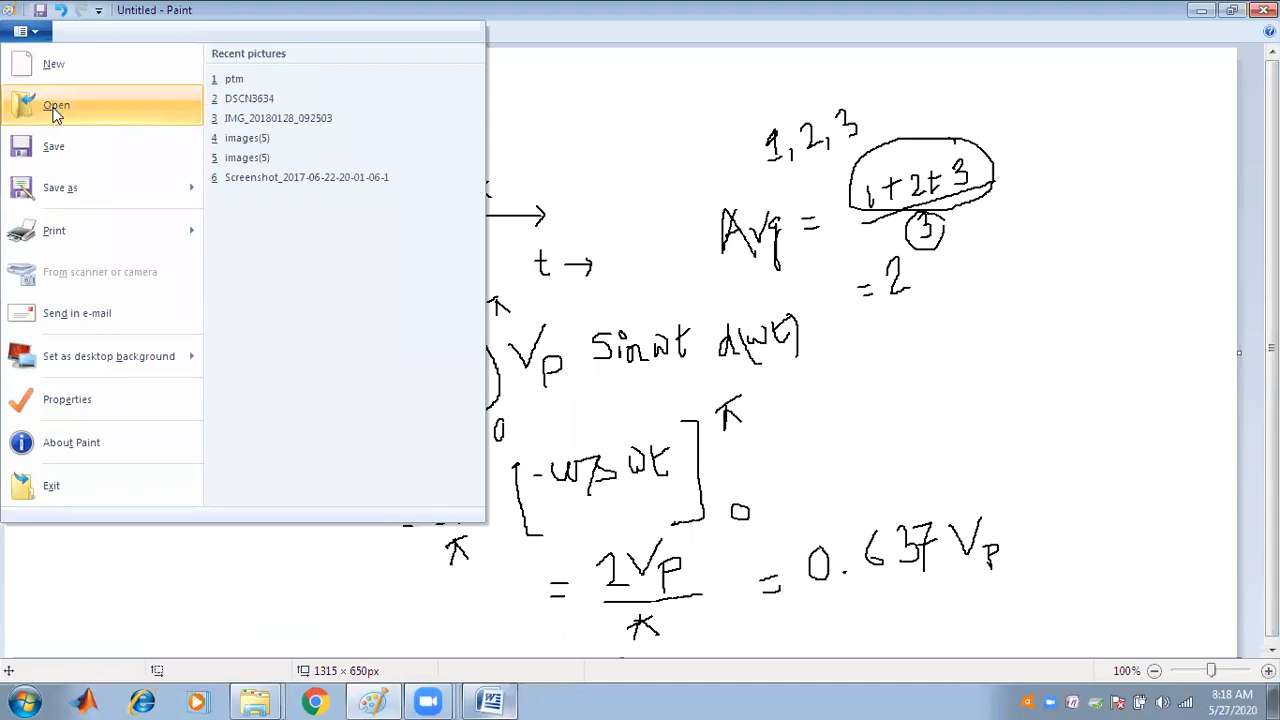 Untitled - Paint
New
Open
Save
Save as
Print
From scanner or camera
Send in e-mail
Set as desktop background
Properties
About Paint
Exit
Recent pictures
1 ptm
2 DSCN3634
3 IMG_20180128_092503
4 images(5)
5 images(5)
6 Screenshot_2017-06-22-20-01-06-1
1, 2, 3
Avg = 1+2+3
3
= 2
t →
π
Vp sinωt d(ωt)
0
[-cos ωt] π
0
π
= 2Vp = 0.637 Vp
π
1315 × 650px
100%
8:18 AM
5/27/2020